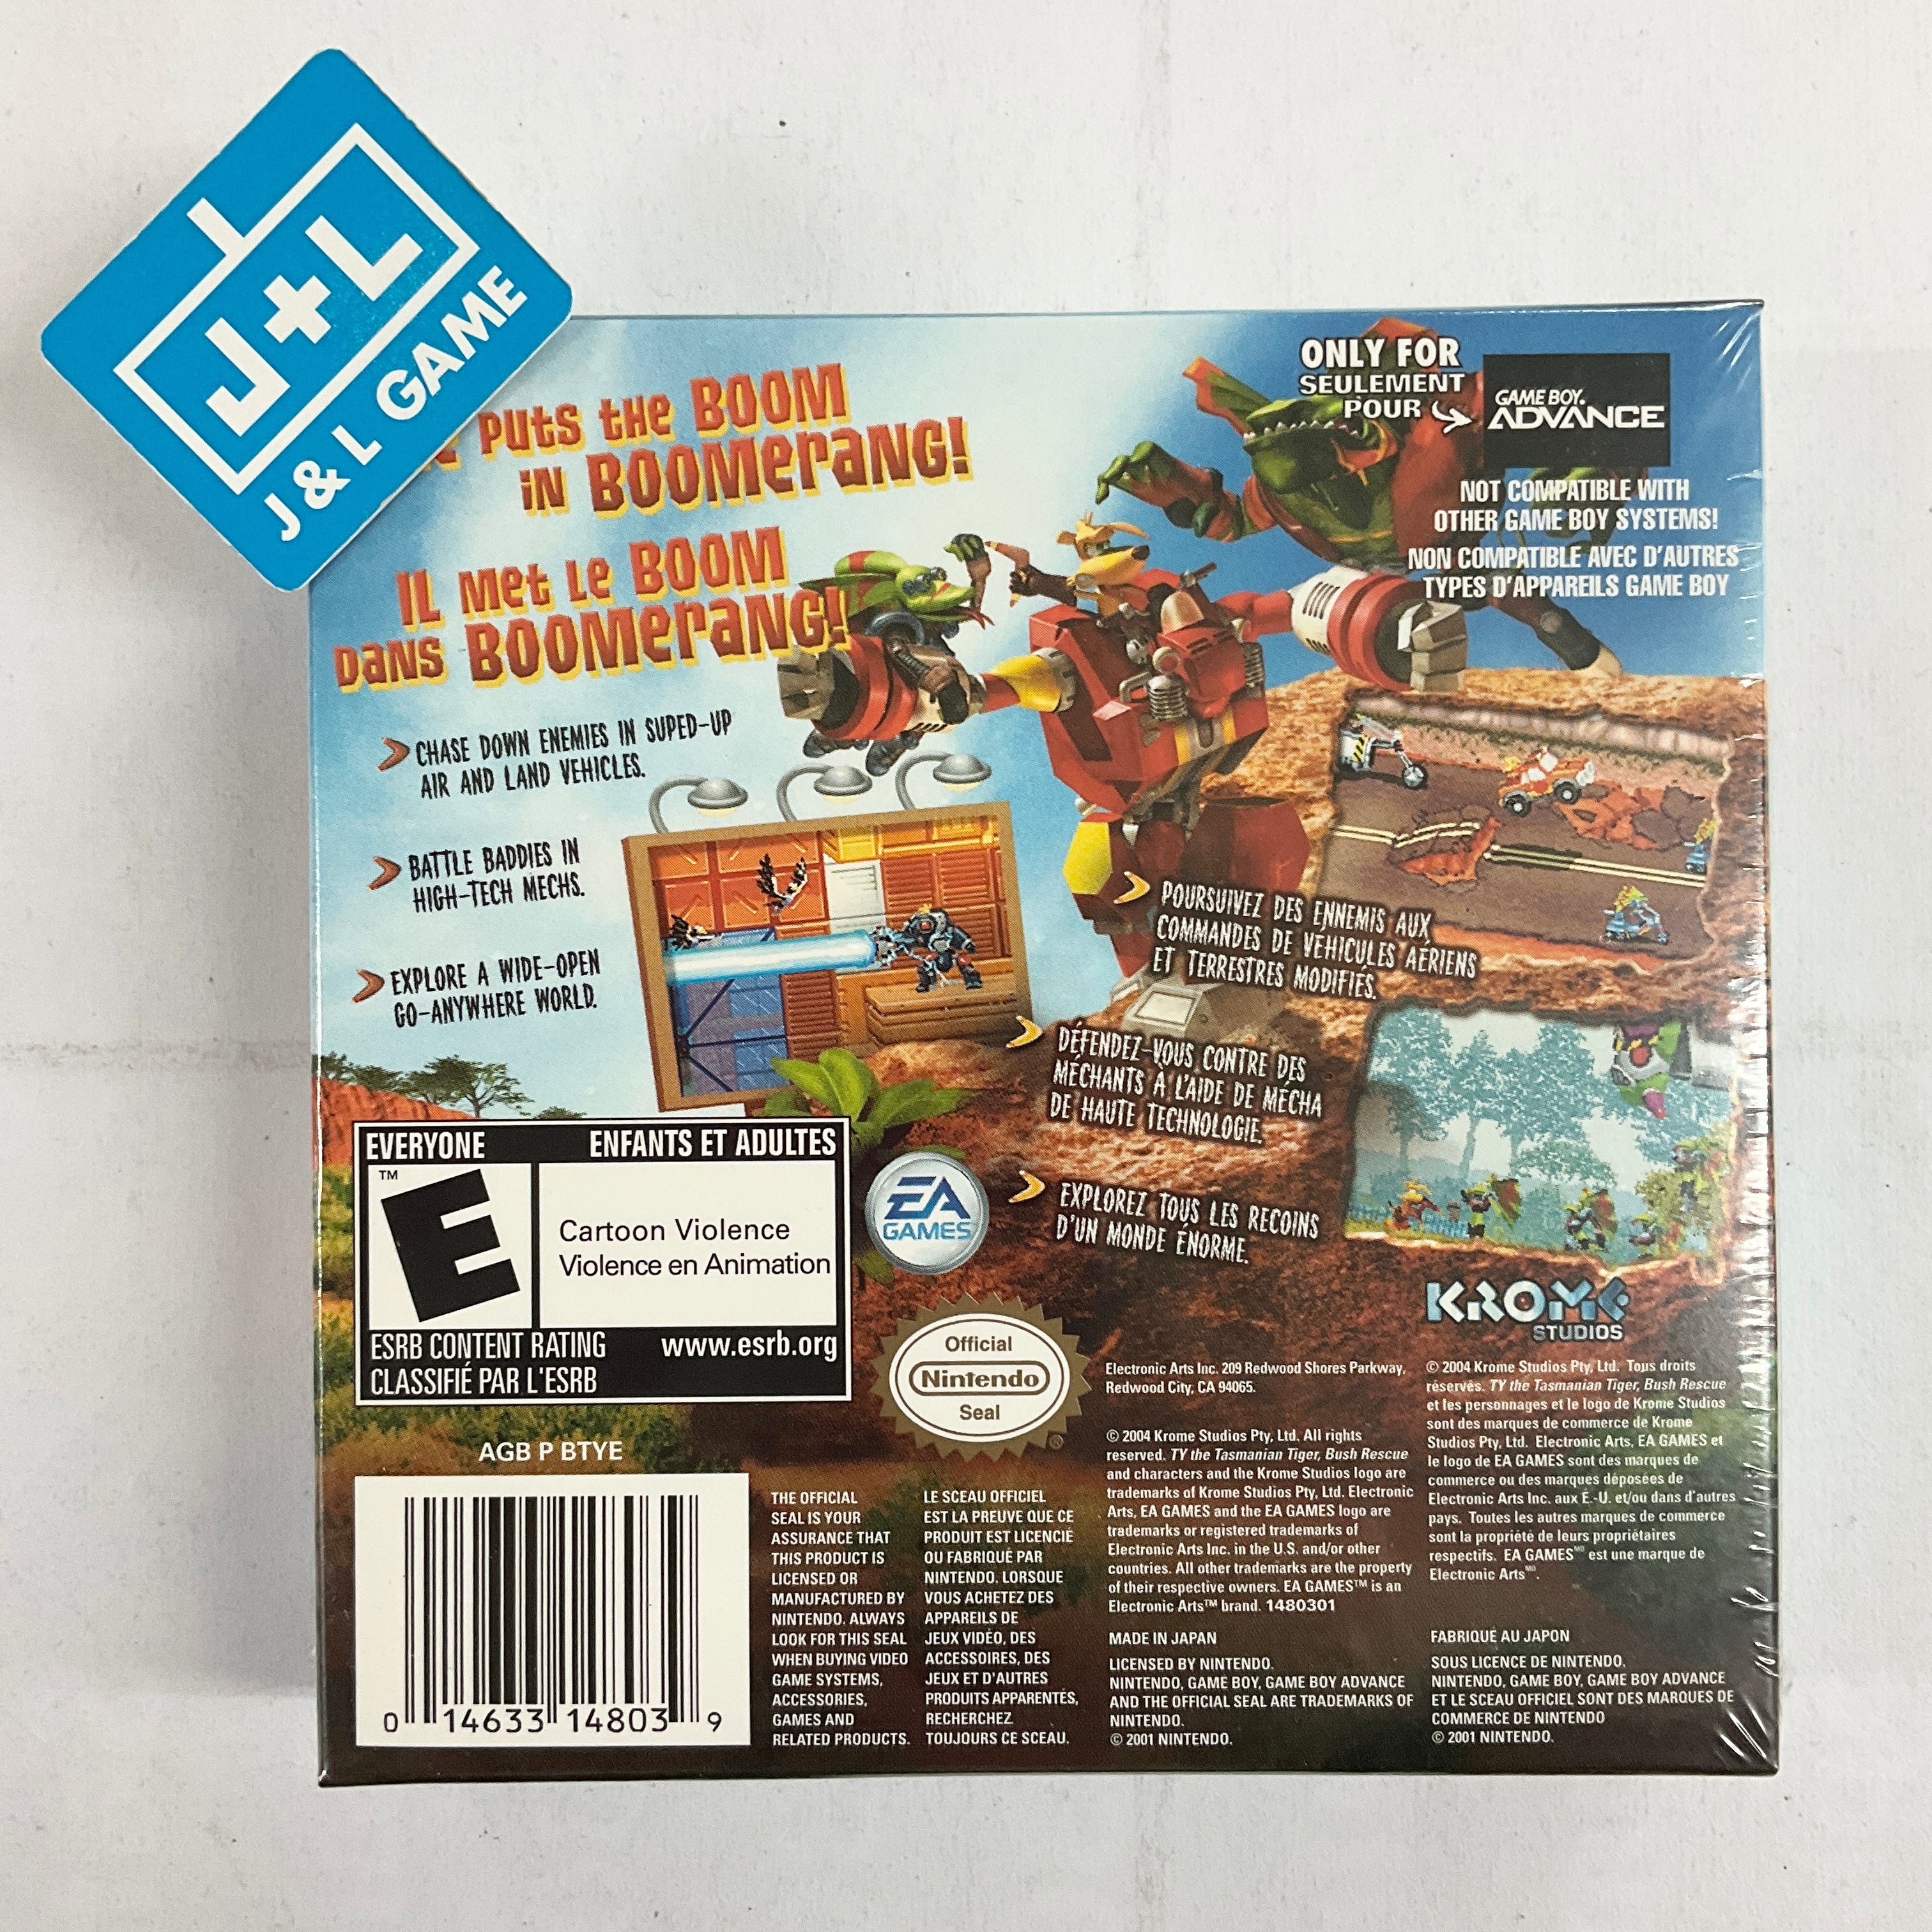 J+L
J & L GAME
PUTS THE BOOM
IN BOOMERANG!
IL MET LE BOOM
DANS BOOMERANG!
ONLY FOR
SEULEMENT
POUR
GAME BOY
ADVANCE
NOT COMPATIBLE WITH
OTHER GAME BOY SYSTEMS!
NON COMPATIBLE AVEC D'AUTRES
TYPES D'APPAREILS GAME BOY
CHASE DOWN ENEMIES IN SUPED-UP
AIR AND LAND VEHICLES.
BATTLE BADDIES IN
HIGH-TECH MECHS.
EXPLORE A WIDE-OPEN
GO-ANYWHERE WORLD.
POURSUIVEZ DES ENNEMIS AUX
COMMANDES DE VÉHICULES AÉRIENS
ET TERRESTRES MODIFIÉS.
DÉFENDEZ-VOUS CONTRE DES
MÉCHANTS À L'AIDE DE MÉCHA
DE HAUTE TECHNOLOGIE.
EXPLOREZ TOUS LES RECOINS
D'UN MONDE ÉNORME.
EVERYONE ENFANTS ET ADULTES
TM
E
Cartoon Violence
Violence en Animation
ESRB CONTENT RATING www.esrb.org
CLASSIFIÉ PAR L'ESRB
EA
GAMES
Official
Nintendo
Seal
®
KROME
STUDIOS
AGB P BTYE
0 14633 14803 9
THE OFFICIAL
SEAL IS YOUR
ASSURANCE THAT
THIS PRODUCT IS
LICENSED OR
MANUFACTURED BY
NINTENDO. ALWAYS
LOOK FOR THIS SEAL
WHEN BUYING VIDEO
GAME SYSTEMS,
ACCESSORIES,
GAMES AND
RELATED PRODUCTS.
LE SCEAU OFFICIEL
EST LA PREUVE QUE CE
PRODUIT EST LICENCIÉ
OU FABRIQUÉ PAR
NINTENDO. LORSQUE
VOUS ACHETEZ DES
APPAREILS DE
JEUX VIDÉO, DES
ACCESSOIRES, DES
JEUX ET D'AUTRES
PRODUITS APPARENTÉS,
RECHERCHEZ
TOUJOURS CE SCEAU.
Electronic Arts Inc. 209 Redwood Shores Parkway,
Redwood City, CA 94065.
© 2004 Krome Studios Pty, Ltd. All rights
reserved. TY the Tasmanian Tiger, Bush Rescue
and characters and the Krome Studios logo are
trademarks of Krome Studios Pty, Ltd. Electronic
Arts, EA GAMES and the EA GAMES logo are
trademarks or registered trademarks of
Electronic Arts Inc. in the U.S. and/or other
countries. All other trademarks are the property
of their respective owners. EA GAMES™ is an
Electronic Arts™ brand. 1480301
MADE IN JAPAN
LICENSED BY NINTENDO.
NINTENDO, GAME BOY, GAME BOY ADVANCE
AND THE OFFICIAL SEAL ARE TRADEMARKS OF
NINTENDO.
© 2001 NINTENDO.
© 2004 Krome Studios Pty, Ltd. Tous droits
réservés. TY the Tasmanian Tiger, Bush Rescue
et les personnages et le logo de Krome Studios
sont des marques de commerce de Krome
Studios Pty, Ltd. Electronic Arts, EA GAMES et
le logo de EA GAMES sont des marques de
commerce ou des marques déposées de
Electronic Arts Inc. aux É.-U. et/ou dans d'autres
pays. Toutes les autres marques de commerce
sont la propriété de leurs propriétaires
respectifs. EA GAMES MD est une marque de
Electronic Arts MD.
FABRIQUÉ AU JAPON
SOUS LICENCE DE NINTENDO.
NINTENDO, GAME BOY, GAME BOY ADVANCE
ET LE SCEAU OFFICIEL SONT DES MARQUES DE
COMMERCE DE NINTENDO
© 2001 NINTENDO.